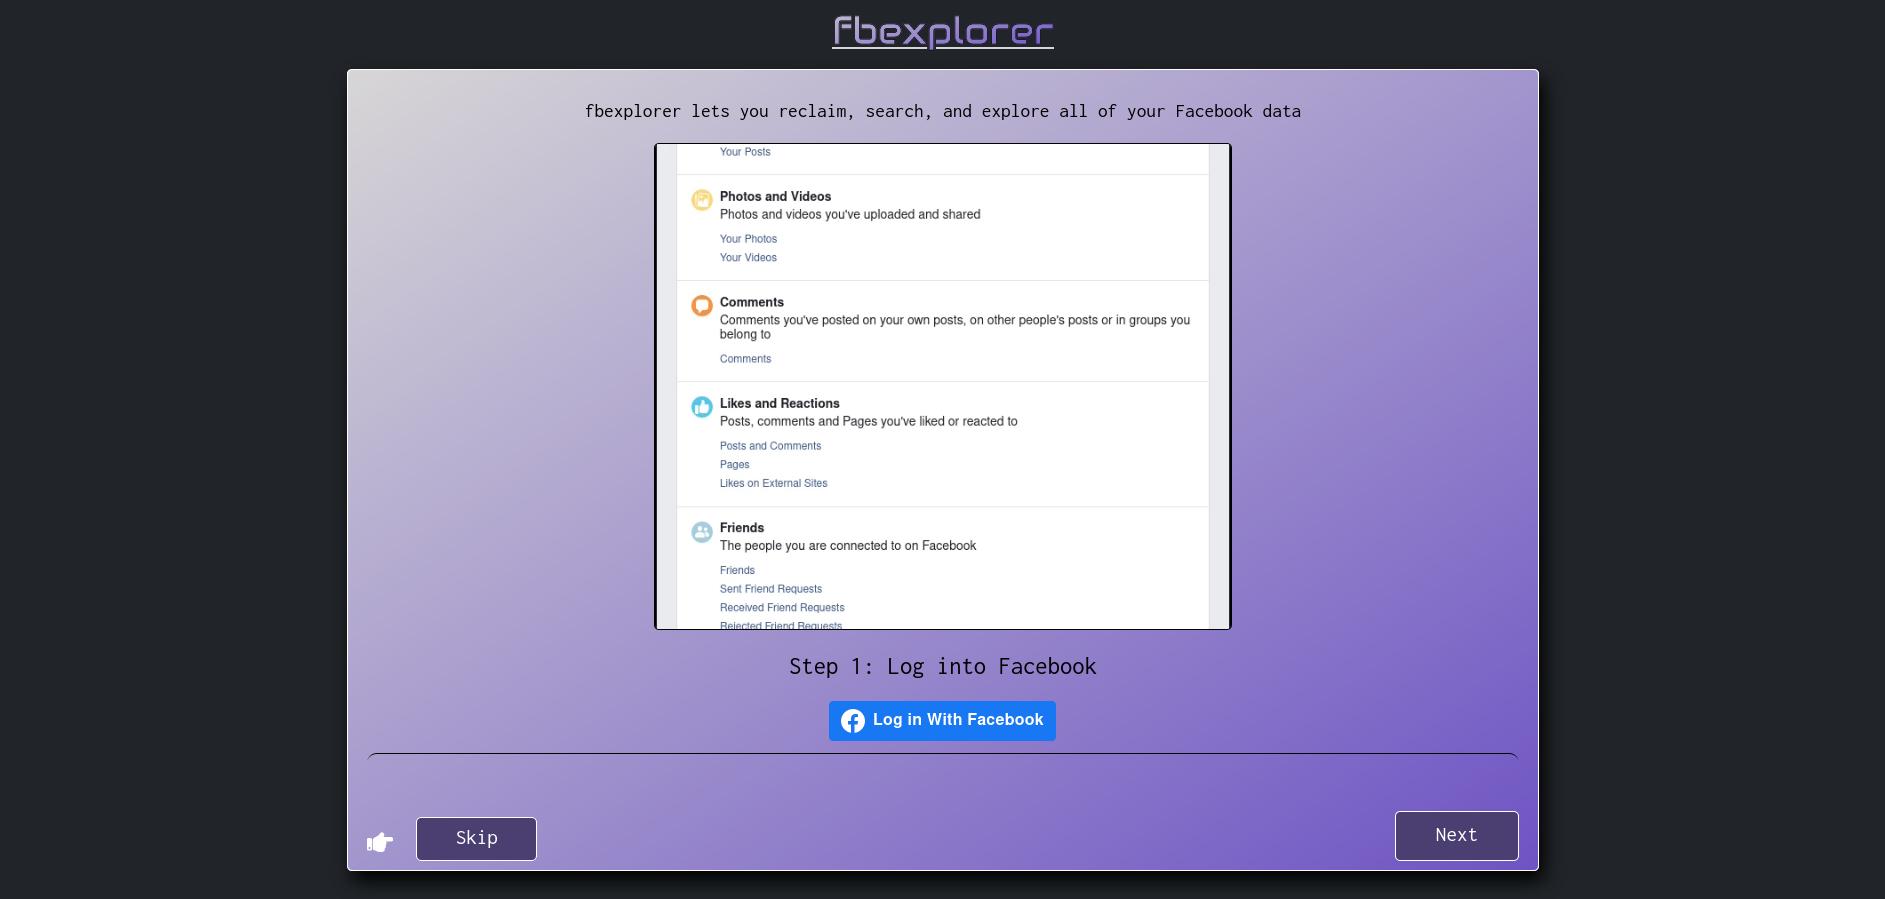 fbexplorer
fbexplorer lets you reclaim, search, and explore all of your Facebook data
Your Posts
Photos and Videos
Photos and videos you've uploaded and shared
Your Photos
Your Videos
Comments
Comments you've posted on your own posts, on other people's posts or in groups you
belong to
Comments
Likes and Reactions
Posts, comments and Pages you've liked or reacted to
Posts and Comments
Pages
Likes on External Sites
Friends
The people you are connected to on Facebook
Friends
Sent Friend Requests
Received Friend Requests
Rejected Friend Requests
Step 1: Log into Facebook
Log in With Facebook
Skip
Next